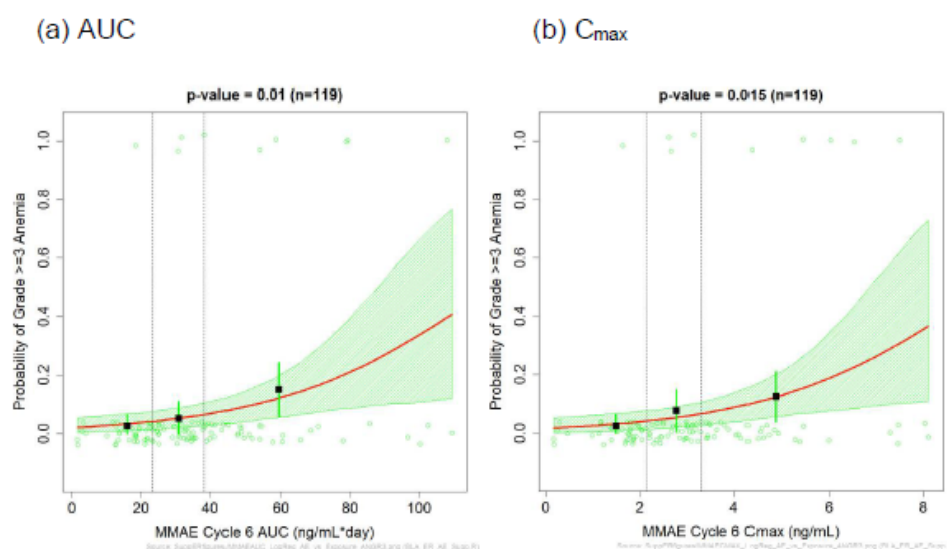 (a) AUC
(b) Cmax
p-value = 0.01 (n=119)
p-value = 0.015 (n=119)
Probability of Grade >=3 Anemia
1.0
0.8
0.6
0.4
0.2
0.0
0 20 40 60 80 100
MMAE Cycle 6 AUC (ng/mL*day)
Probability of Grade >=3 Anemia
1.0
0.8
0.6
0.4
0.2
0.0
0 2 4 6 8
MMAE Cycle 6 Cmax (ng/mL)